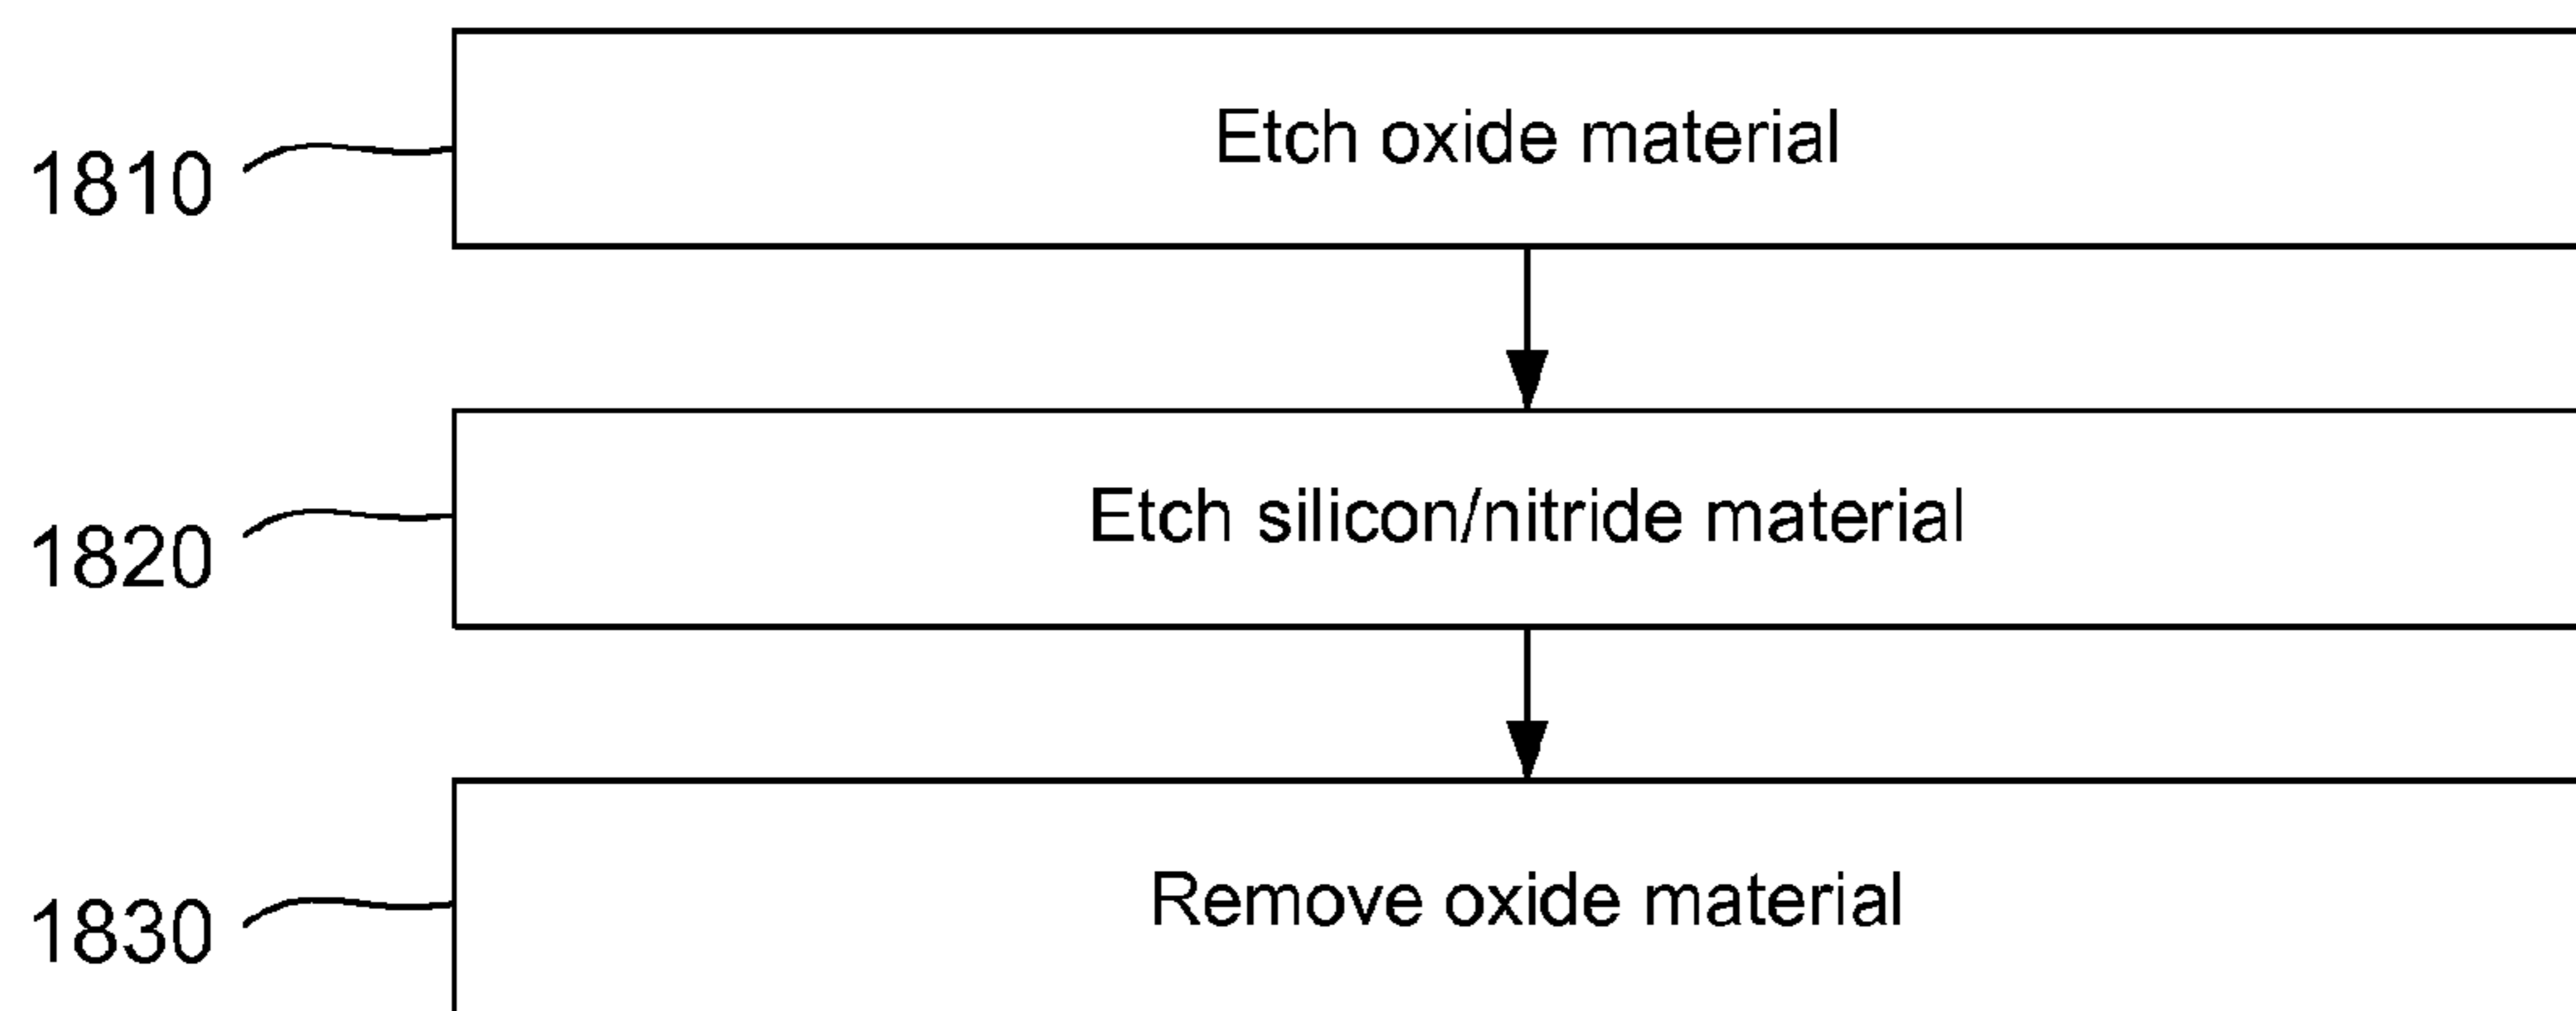 Etch oxide material
1810
Etch silicon/nitride material
1820
Remove oxide material
1830